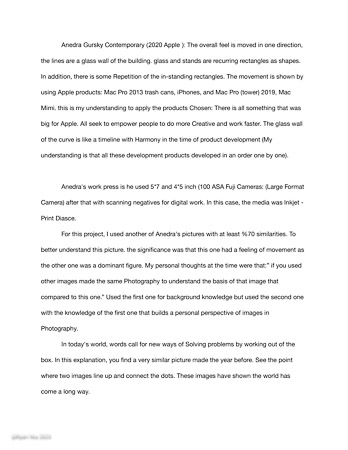 Anedra Gursky Contemporary (2020 Apple ): The overall feel is moved in one direction,
the lines are a glass wall of the building. glass and stands are recurring rectangles as shapes.
In addition, there is some Repetition of the in-standing rectangles. The movement is shown by
using Apple products: Mac Pro 2013 trash cans, iPhones, and Mac Pro (tower) 2019, Mac
Mimi. this is my understanding to apply the products Chosen: There is all something that was
big for Apple. All seek to empower people to do more Creative and work faster. The glass wall
of the curve is like a timeline with Harmony in the time of product development (My
understanding is that all these development products developed in an order one by one).
Anedra's work press is he used 5"7 and 4"5 inch (100 ASA Fuji Cameras: (Large Format
Camera) after that with scanning negatives for digital work. In this case, the media was Inkjet -
Print Diasce.
For this project, I used another of Anedra's pictures with at least %70 similarities. To
better understand this picture. the significance was that this one had a feeling of movement as
the other one was a dominant figure. My personal thoughts at the time were that:" if you used
other images made the same Photography to understand the basis of that image that
compared to this one." Used the first one for background knowledge but used the second one
with the knowledge of the first one that builds a personal perspective of images in
Photography.
In today's world, words call for new ways of Solving problems by working out of the
box. In this explanation, you find a very similar picture made the year before. See the point
where two images line up and connect the dots. These images have shown the world has
come a long way.